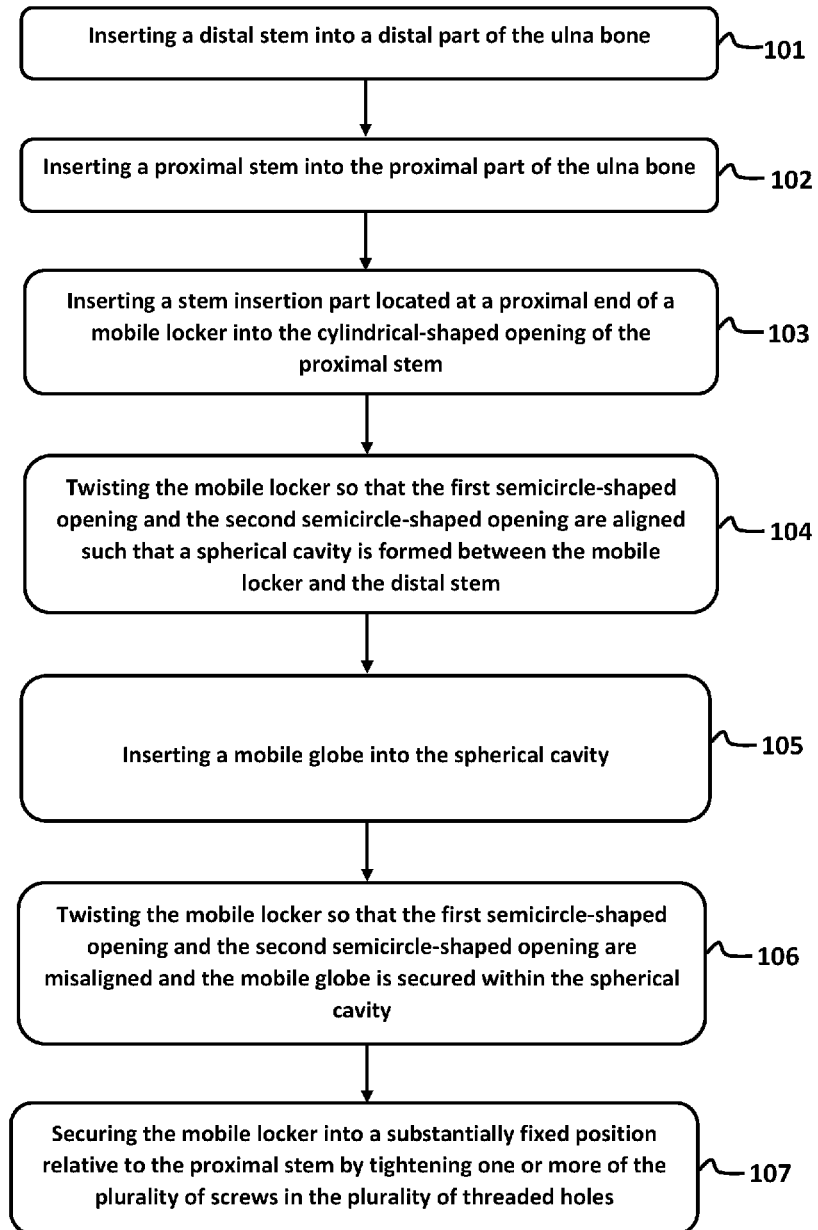 Inserting a distal stem into a distal part of the ulna bone
101
Inserting a proximal stem into the proximal part of the ulna bone
102
Inserting a stem insertion part located at a proximal end of a
mobile locker into the cylindrical-shaped opening of the
proximal stem
103
Twisting the mobile locker so that the first semicircle-shaped
opening and the second semicircle-shaped opening are aligned
such that a spherical cavity is formed between the mobile
locker and the distal stem
104
Inserting a mobile globe into the spherical cavity
105
Twisting the mobile locker so that the first semicircle-shaped
opening and the second semicircle-shaped opening are
misaligned and the mobile globe is secured within the spherical
cavity
106
Securing the mobile locker into a substantially fixed position
relative to the proximal stem by tightening one or more of the
plurality of screws in the plurality of threaded holes
107